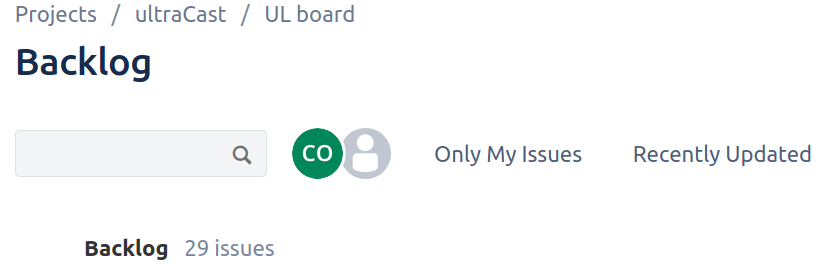 Projects / ultraCast / UL board
Backlog
CO Only My Issues Recently Updated
Backlog 29 issues